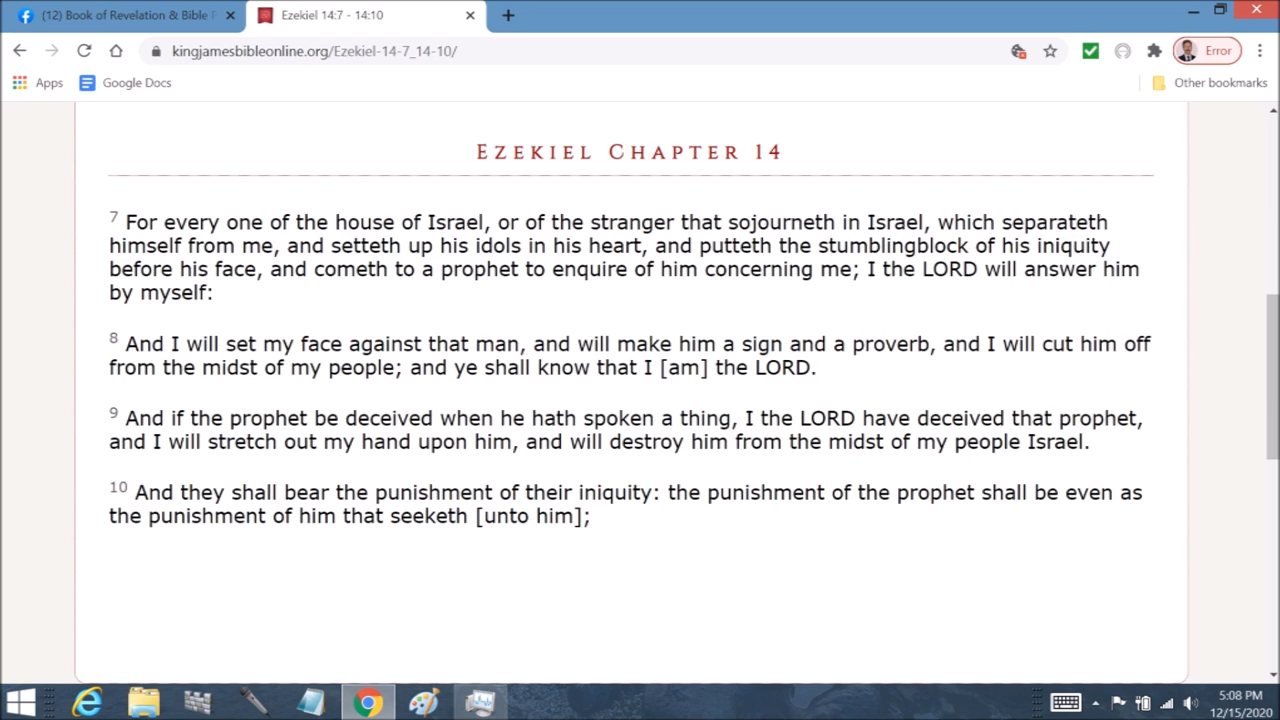 (12) Book of Revelation & Bible
Ezekiel 14:7 - 14:10
kingjamesbibleonline.org/Ezekiel-14-7_14-10/
Error
Apps
Google Docs
Other bookmarks
EZEKIEL CHAPTER 14
7 For every one of the house of Israel, or of the stranger that sojourneth in Israel, which separateth
himself from me, and setteth up his idols in his heart, and putteth the stumblingblock of his iniquity
before his face, and cometh to a prophet to enquire of him concerning me; I the LORD will answer him
by myself:
8 And I will set my face against that man, and will make him a sign and a proverb, and I will cut him off
from the midst of my people; and ye shall know that I [am] the LORD.
9 And if the prophet be deceived when he hath spoken a thing, I the LORD have deceived that prophet,
and I will stretch out my hand upon him, and will destroy him from the midst of my people Israel.
10 And they shall bear the punishment of their iniquity: the punishment of the prophet shall be even as
the punishment of him that seeketh [unto him];
5:08 PM
12/15/2020